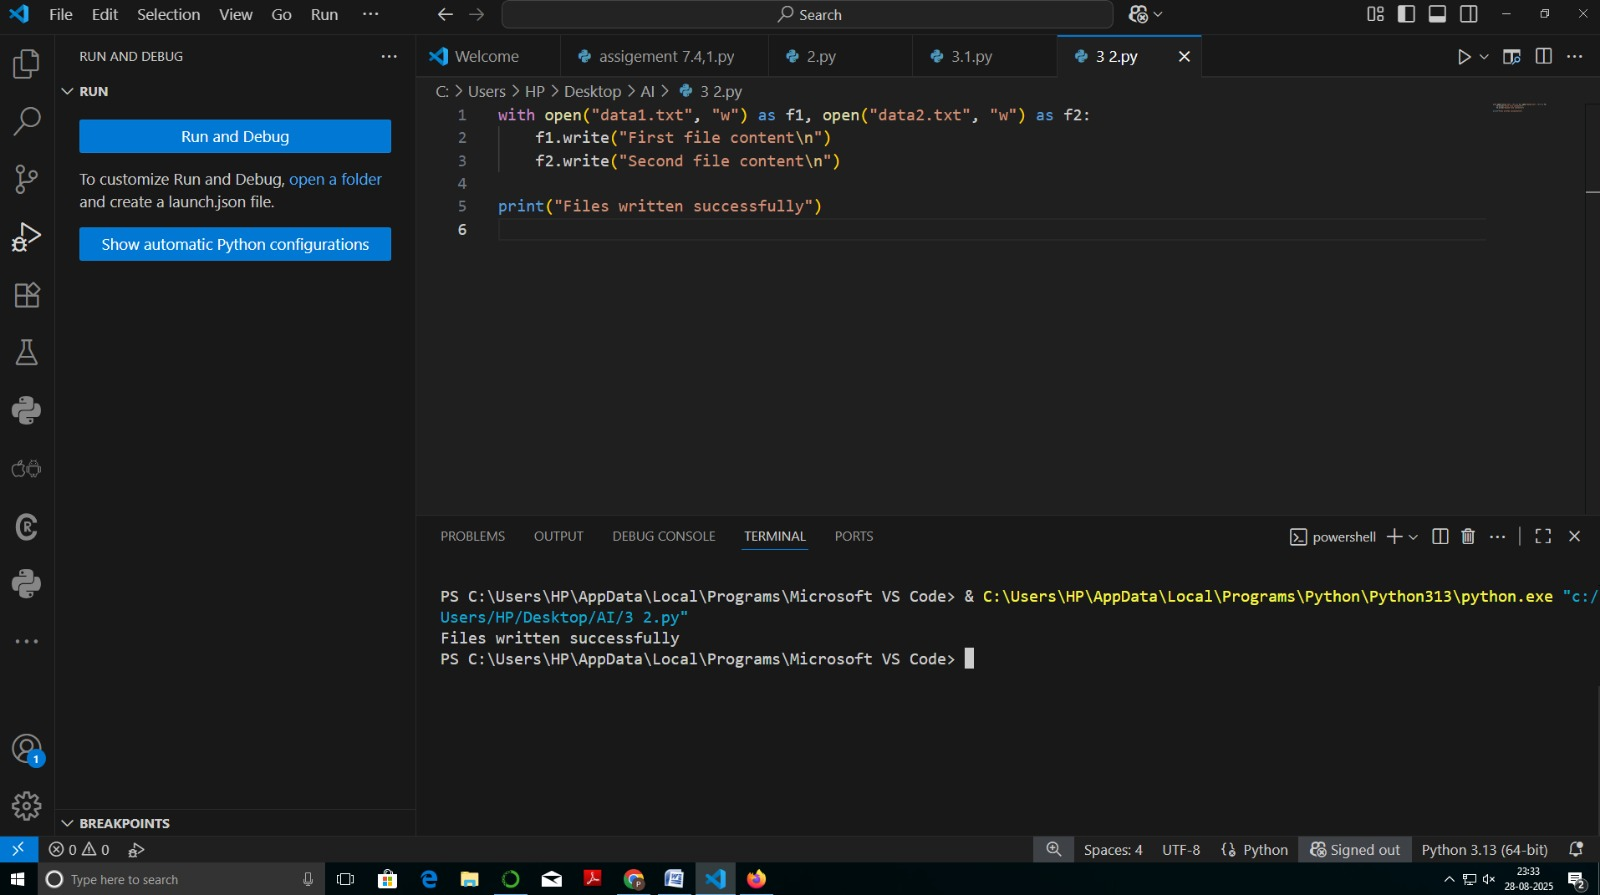 File Edit Selection View Go Run ···
Search
RUN AND DEBUG ···
RUN
Run and Debug
To customize Run and Debug, open a folder
and create a launch.json file.
Show automatic Python configurations
BREAKPOINTS
Welcome assigement 7.4,1.py 2.py 3.1.py 3 2.py
C: > Users > HP > Desktop > AI > 3 2.py
1 with open("data1.txt", "w") as f1, open("data2.txt", "w") as f2:
2     f1.write("First file content\n")
3     f2.write("Second file content\n")
4
5 print("Files written successfully")
6
PROBLEMS OUTPUT DEBUG CONSOLE TERMINAL PORTS
powershell
PS C:\Users\HP\AppData\Local\Programs\Microsoft VS Code> & C:\Users\HP\AppData\Local\Programs\Python\Python313\python.exe "c:/
Users/HP/Desktop/AI/3 2.py"
Files written successfully
PS C:\Users\HP\AppData\Local\Programs\Microsoft VS Code>
1
0 0
Spaces: 4 UTF-8 Python Signed out Python 3.13 (64-bit)
Type here to search
23:33
28-08-2025
2